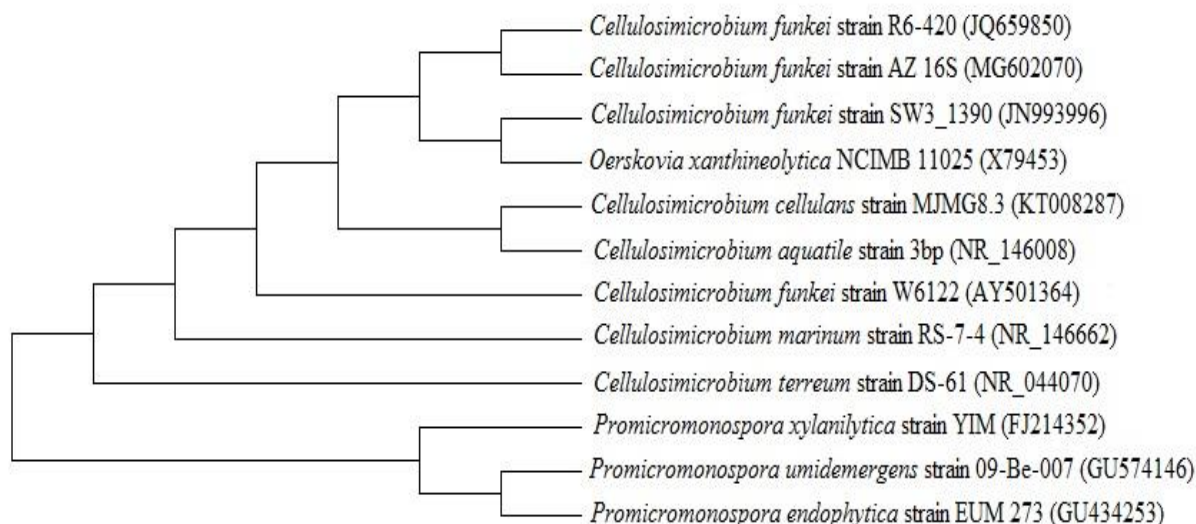 Cellulosimicrobium funkei strain R6-420 (JQ659850)
Cellulosimicrobium funkei strain AZ 16S (MG602070)
Cellulosimicrobium funkei strain SW3_1390 (JN993996)
Oerskovia xanthineolytica NCIMB 11025 (X79453)
Cellulosimicrobium cellulans strain MJMG8.3 (KT008287)
Cellulosimicrobium aquatile strain 3bp (NR_146008)
Cellulosimicrobium funkei strain W6122 (AY501364)
Cellulosimicrobium marinum strain RS-7-4 (NR_146662)
Cellulosimicrobium terreum strain DS-61 (NR_044070)
Promicromonospora xylanilytica strain YIM (FJ214352)
Promicromonospora umidemergens strain 09-Be-007 (GU574146)
Promicromonospora endophytica strain EUM 273 (GU434253)